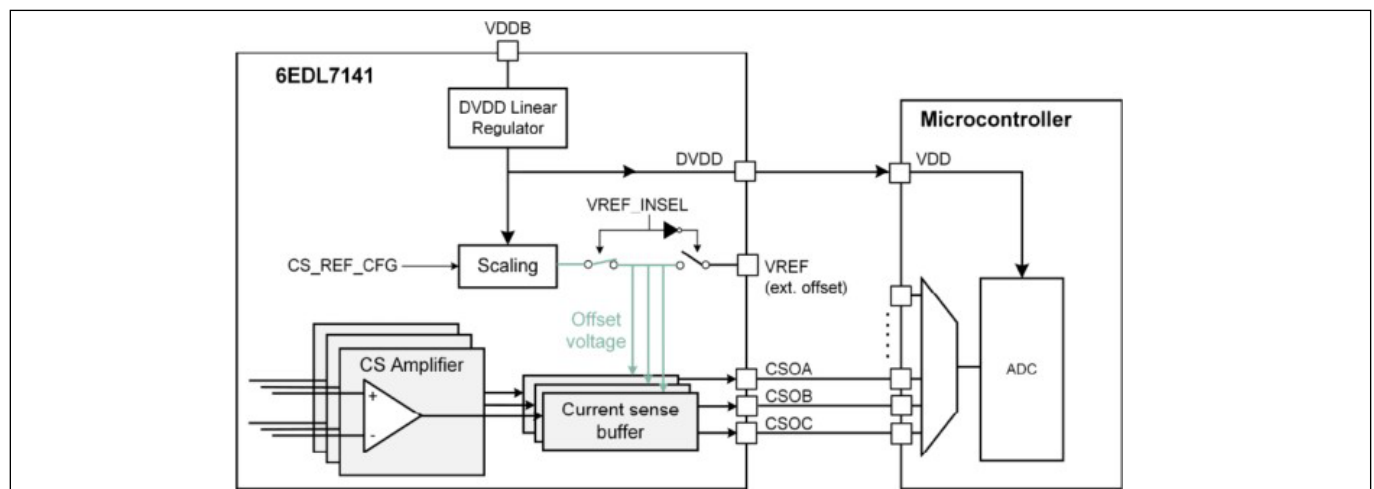 VDDB
6EDL7141
DVDD Linear
Regulator
Microcontroller
DVDD
VDD
VREF_INSEL
CS_REF_CFG
Scaling
VREF
(ext. offset)
Offset
voltage
CS Amplifier
+
-
Current sense
buffer
CSOA
CSOB
CSOC
ADC